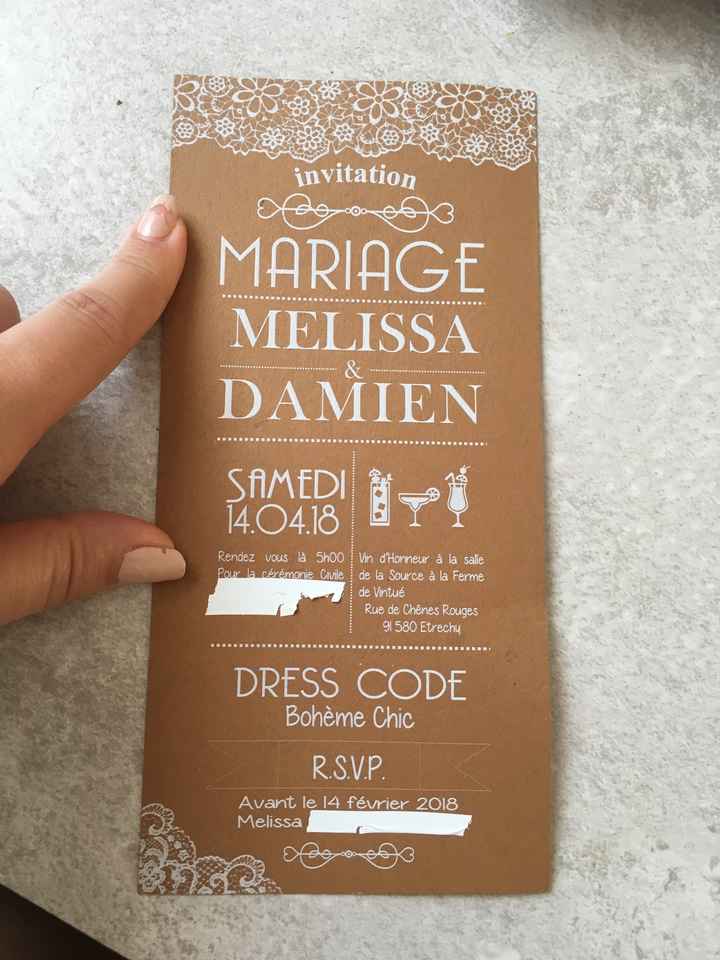 invitation
MARIAGE
MELISSA
&
DAMIEN
SAMEDI
14.04.18
Rendez vous là 5h00
Pour la cérémonie Civile
Vin d'Honneur à la salle
de la Source à la Ferme
de Vintué
Rue de Chênes Rouges
91 580 Etrechy
DRESS CODE
Bohème Chic
R.S.V.P.
Avant le 14 février 2018
Melissa